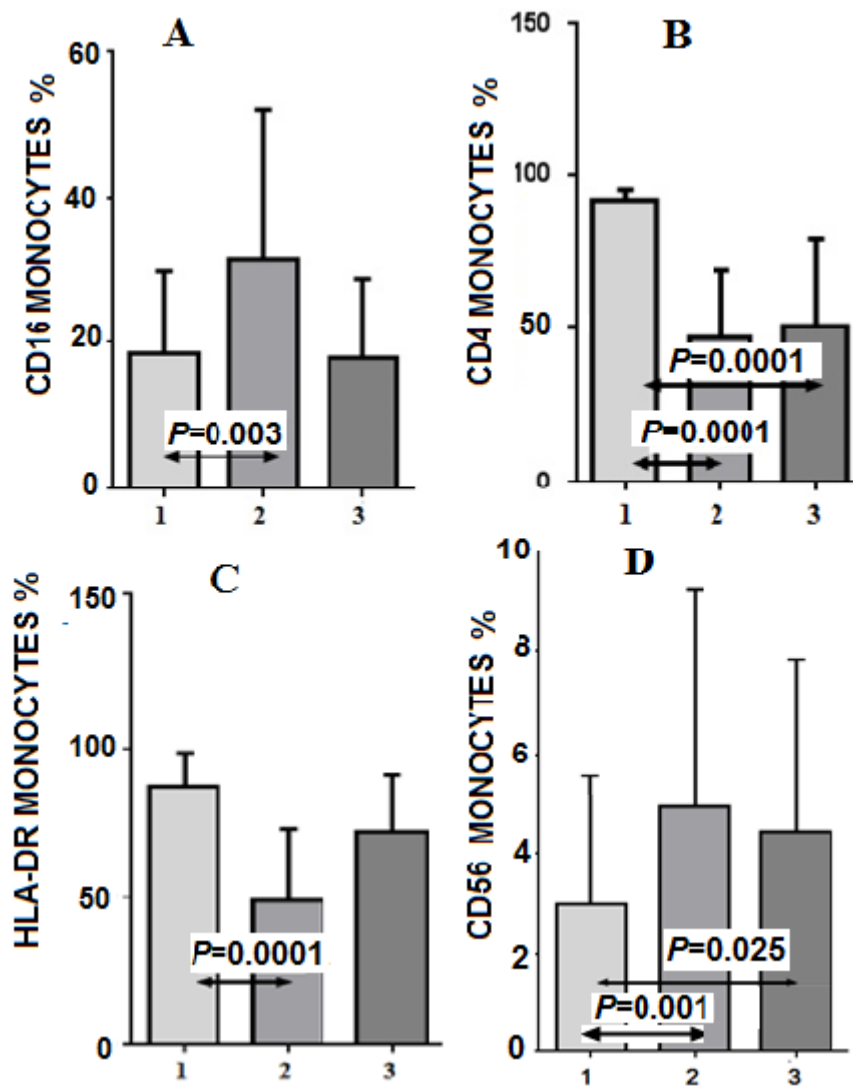 A
CD16 MONOCYTES %
60
40
20
0
P=0.003
1 2 3
B
CD4 MONOCYTES %
150
100
50
0
P=0.0001
P=0.0001
1 2 3
C
HLA-DR MONOCYTES %
150
100
50
0
P=0.0001
1 2 3
D
CD56 MONOCYTES %
10
8
6
4
2
0
P=0.025
P=0.001
1 2 3